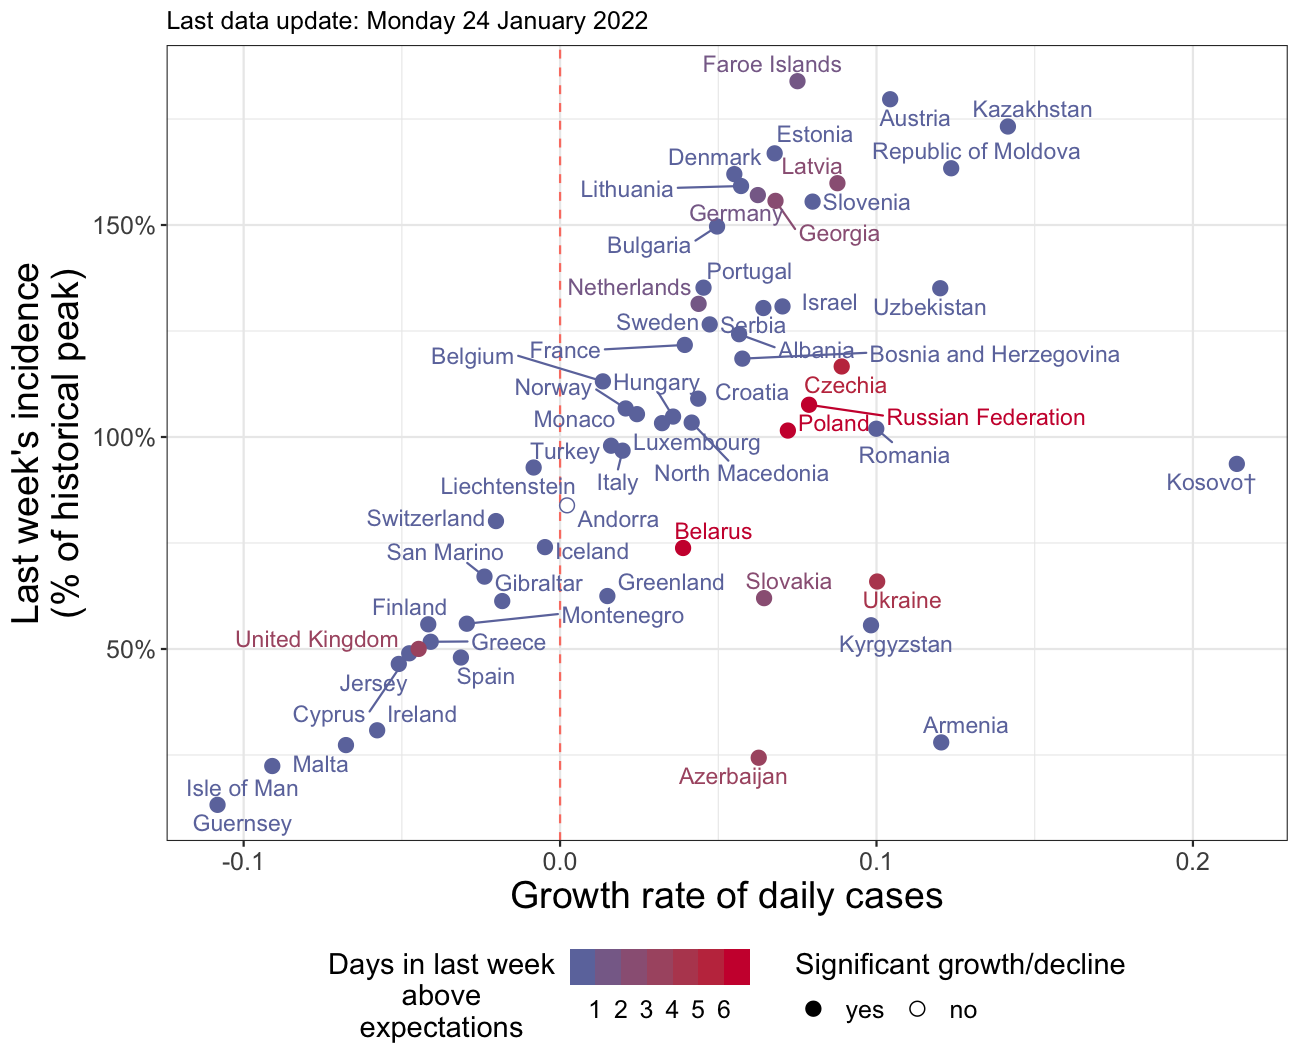 Last data update: Monday 24 January 2022
Faroe Islands
Austria
Kazakhstan
Estonia
Republic of Moldova
Denmark
Latvia
Lithuania
Slovenia
Germany
Georgia
150%
Bulgaria
Portugal
Netherlands
Israel
Uzbekistan
Sweden
Serbia
France
Albania
Belgium
Bosnia and Herzegovina
Norway
Hungary
Croatia
Czechia
Monaco
Poland
Russian Federation
100%
Turkey
Luxembourg
Romania
Italy
North Macedonia
Liechtenstein
Kosovo†
Switzerland
Andorra
Belarus
San Marino
Iceland
Gibraltar
Greenland
Slovakia
Ukraine
Finland
Montenegro
United Kingdom
Greece
Kyrgyzstan
50%
Jersey
Spain
Cyprus
Ireland
Armenia
Malta
Azerbaijan
Isle of Man
Guernsey
Last week's incidence
(% of historical peak)
-0.1
0.0
0.1
0.2
Growth rate of daily cases
Days in last week
above
expectations
1 2 3 4 5 6
Significant growth/decline
yes
no